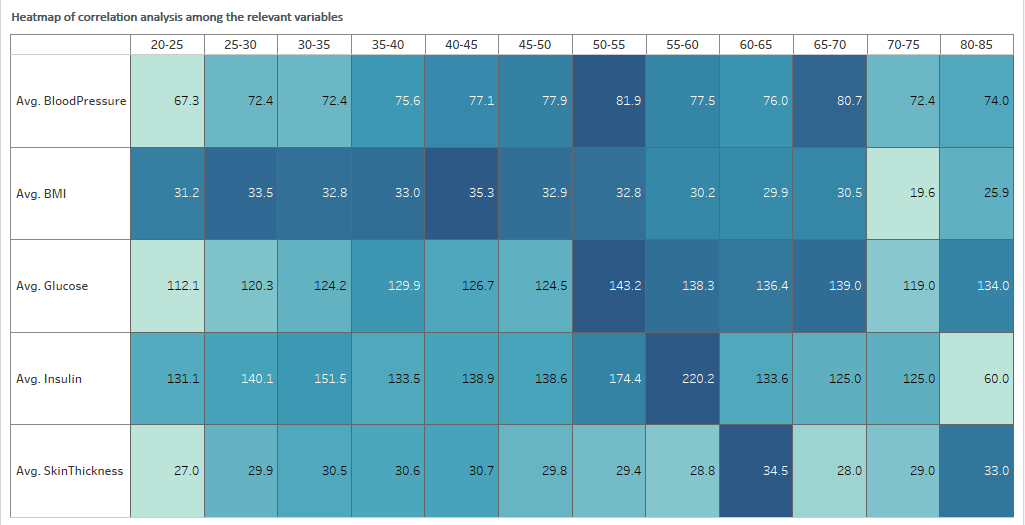 Heatmap of correlation analysis among the relevant variables
20-25 25-30 30-35 35-40 40-45 45-50 50-55 55-60 60-65 65-70 70-75 80-85
Avg. BloodPressure 67.3 72.4 72.4 75.6 77.1 77.9 81.9 77.5 76.0 80.7 72.4 74.0
Avg. BMI 31.2 33.5 32.8 33.0 35.3 32.9 32.8 30.2 29.9 30.5 19.6 25.9
Avg. Glucose 112.1 120.3 124.2 129.9 126.7 124.5 143.2 138.3 136.4 139.0 119.0 134.0
Avg. Insulin 131.1 140.1 151.5 133.5 138.9 138.6 174.4 220.2 133.6 125.0 125.0 60.0
Avg. SkinThickness 27.0 29.9 30.5 30.6 30.7 29.8 29.4 28.8 34.5 28.0 29.0 33.0